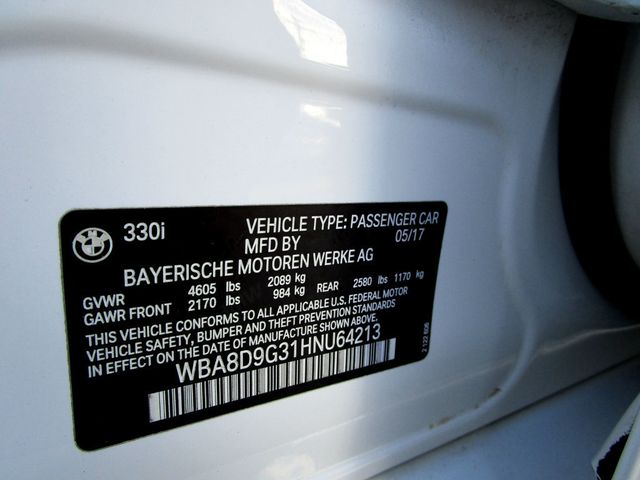 330i
VEHICLE TYPE: PASSENGER CAR
MFD BY 05/17
BAYERISCHE MOTOREN WERKE AG
GVWR 4605 lbs 2089 kg
GAWR FRONT 2170 lbs 984 kg REAR 2580 lbs 1170 kg
THIS VEHICLE CONFORMS TO ALL APPLICABLE U.S. FEDERAL MOTOR
VEHICLE SAFETY, BUMPER AND THEFT PREVENTION STANDARDS
IN EFFECT ON THE DATE OF MANUFACTURE SHOWN ABOVE.
WBA8D9G31HNU64213